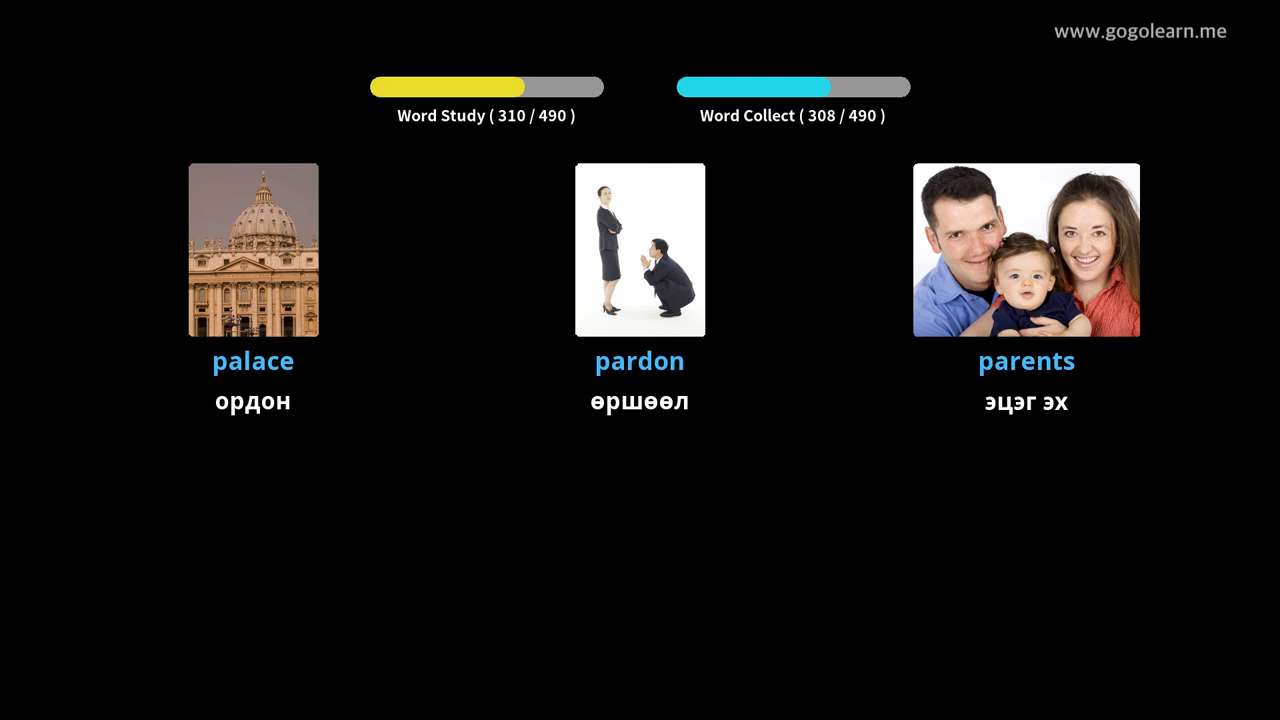 www.gogolearn.me
Word Study ( 310 / 490 )
Word Collect ( 308 / 490 )
palace
pardon
parents
ордон
өршөөл
эцэг эх